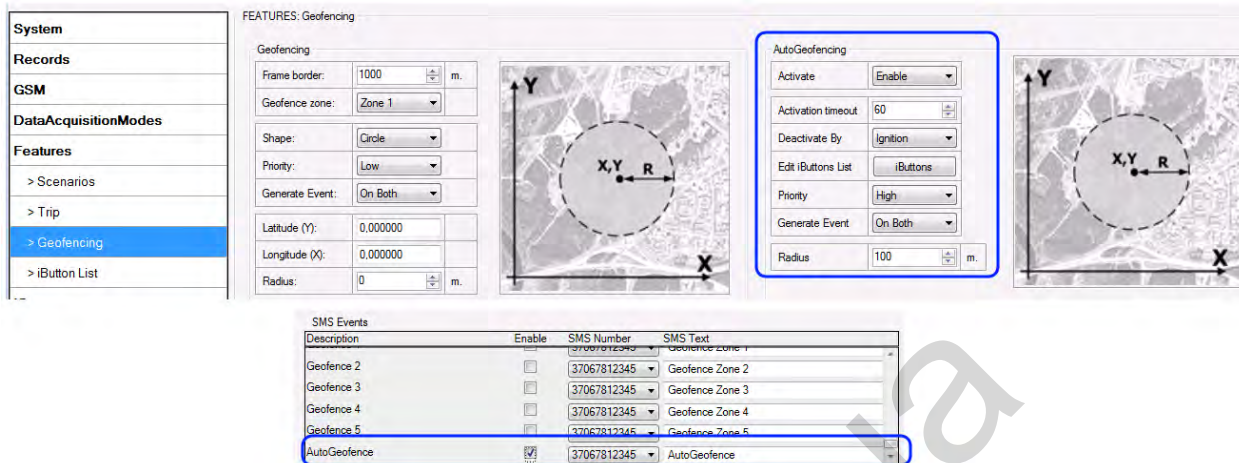 System
Records
GSM
DataAcquisitionModes
Features
> Scenarios
> Trip
> Geofencing
> iButton List
FEATURES: Geofencing
Geofencing
Frame border: 1000 m.
Geofence zone: Zone 1
Shape: Circle
Priority: Low
Generate Event: On Both
Latitude (Y): 0,000000
Longitude (X): 0,000000
Radius: 0 m.
Y
X,Y R
X
AutoGeofencing
Activate Enable
Activation timeout 60
Deactivate By Ignition
Edit iButtons List iButtons
Priority High
Generate Event On Both
Radius 100 m.
Y
X,Y R
X
SMS Events
Description Enable SMS Number SMS Text
37067812345 Geofence Zone 1
Geofence 2 37067812345 Geofence Zone 2
Geofence 3 37067812345 Geofence Zone 3
Geofence 4 37067812345 Geofence Zone 4
Geofence 5 37067812345 Geofence Zone 5
AutoGeofence 37067812345 AutoGeofence